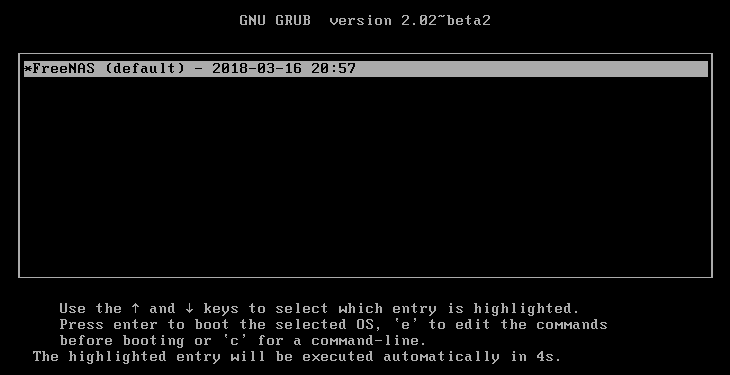 GNU GRUB  version 2.02~beta2
*FreeNAS (default) - 2018-03-16 20:57
Use the ↑ and ↓ keys to select which entry is highlighted.
Press enter to boot the selected OS, `e' to edit the commands
before booting or `c' for a command-line.
The highlighted entry will be executed automatically in 4s.